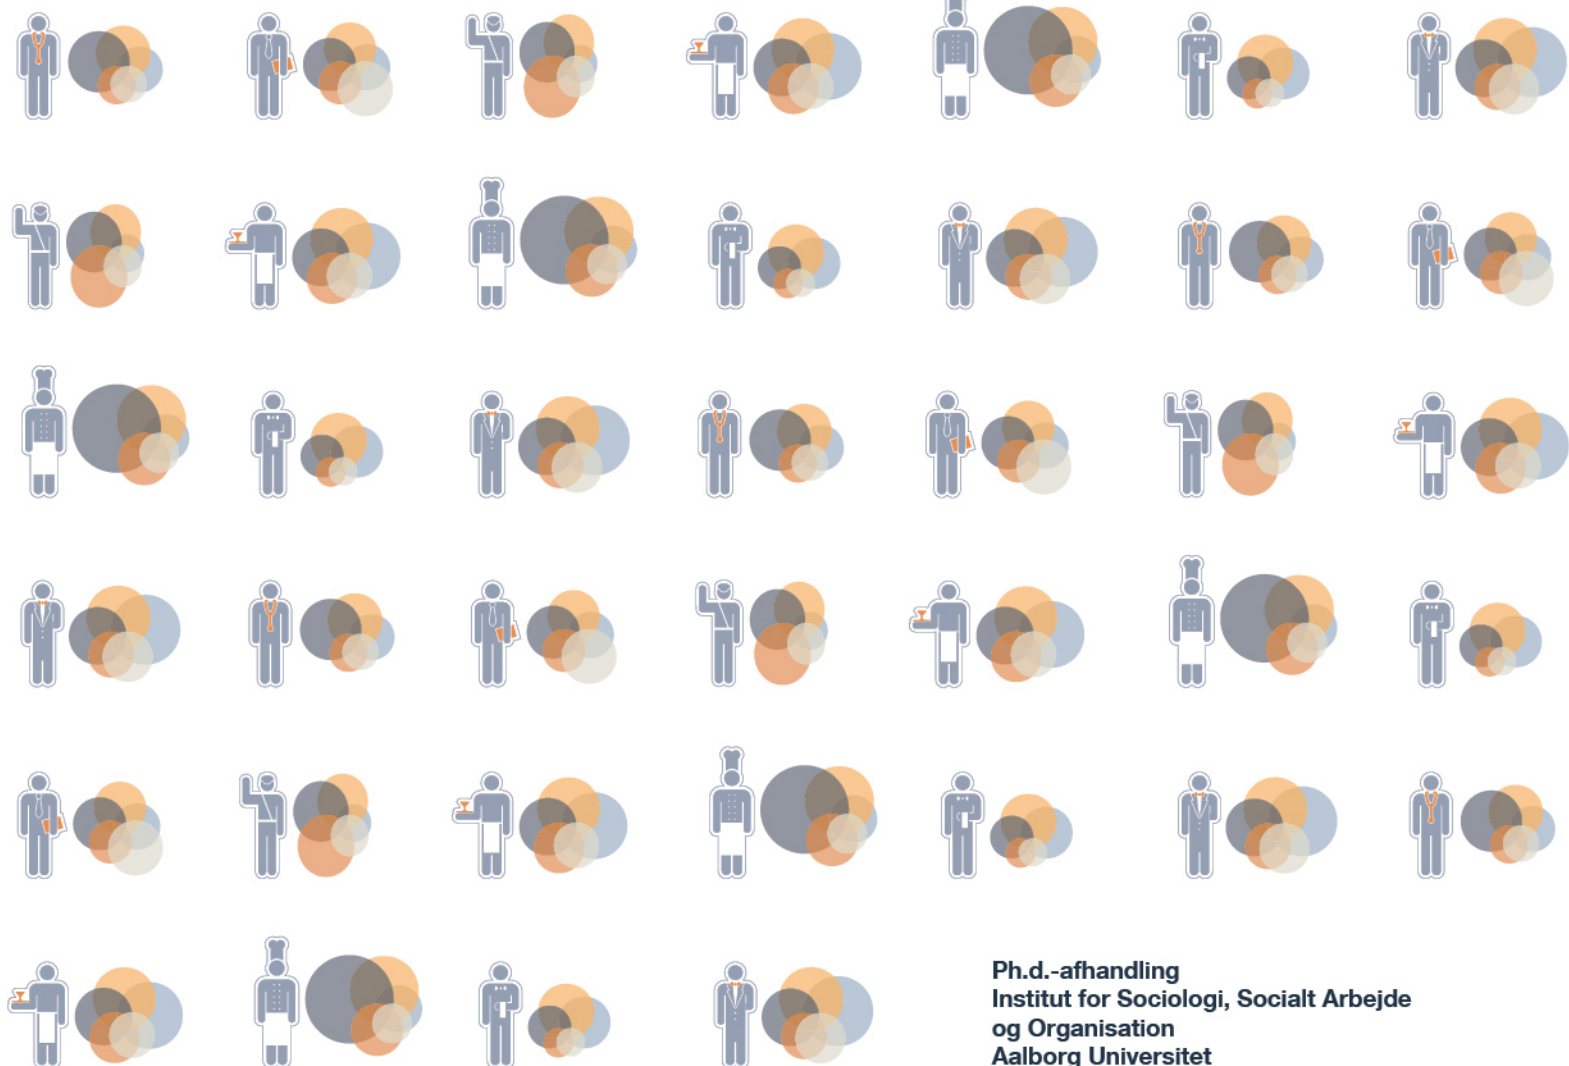 Ph.d.-afhandling
Institut for Sociologi, Socialt Arbejde
og Organisation
Aalborg Universitet